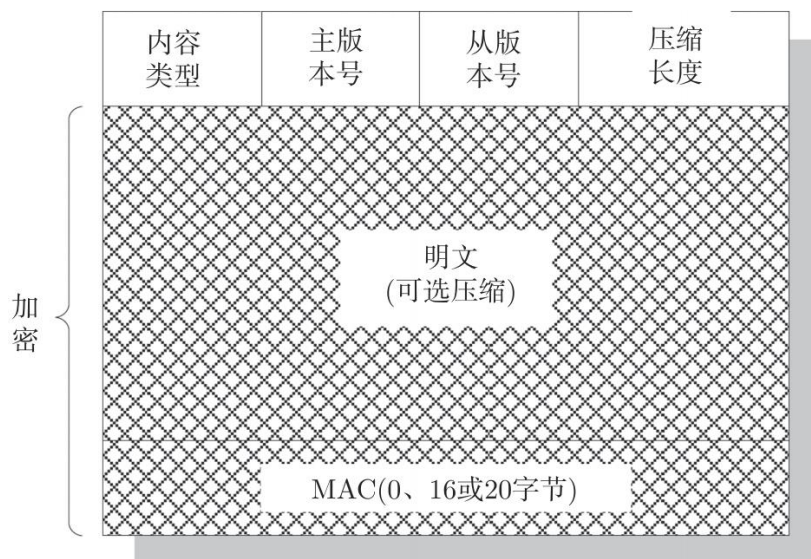 内容
类型
主版
本号
从版
本号
压缩
长度
明文
(可选压缩)
加
密
MAC(0、16或20字节)